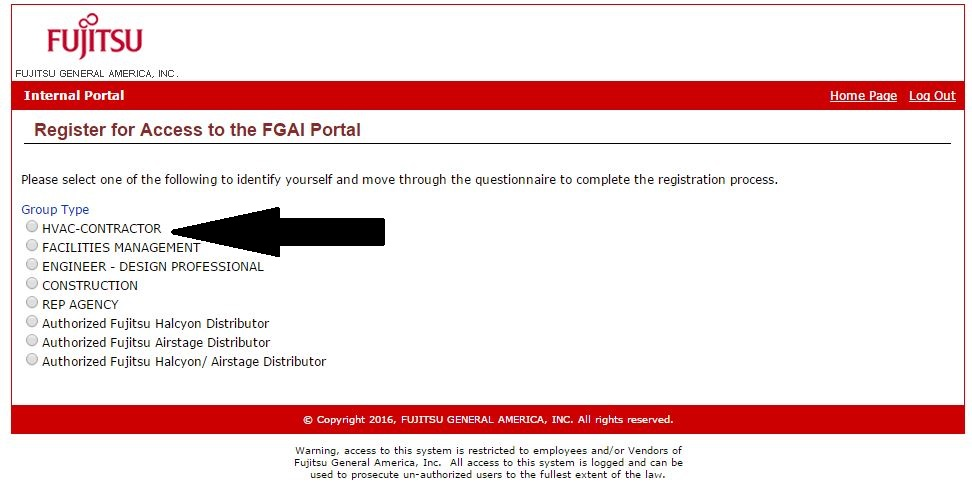 FUJITSU
FUJITSU GENERAL AMERICA, INC.
Internal Portal
Home Page Log Out
Register for Access to the FGAI Portal
Please select one of the following to identify yourself and move through the questionnaire to complete the registration process.
Group Type
HVAC-CONTRACTOR
FACILITIES MANAGEMENT
ENGINEER - DESIGN PROFESSIONAL
CONSTRUCTION
REP AGENCY
Authorized Fujitsu Halcyon Distributor
Authorized Fujitsu Airstage Distributor
Authorized Fujitsu Halcyon/ Airstage Distributor
© Copyright 2016, FUJITSU GENERAL AMERICA, INC. All rights reserved.
Warning, access to this system is restricted to employees and/or Vendors of
Fujitsu General America, Inc. All access to this system is logged and can be
used to prosecute un-authorized users to the fullest extent of the law.